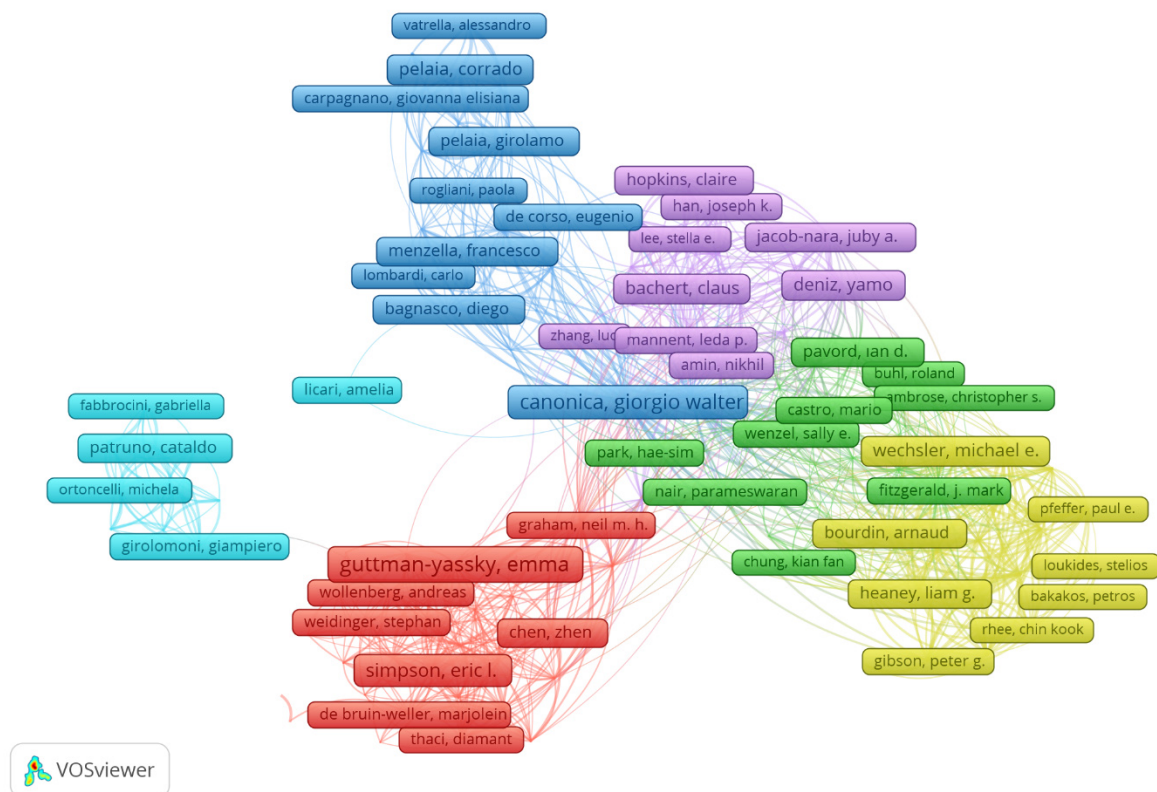 vatrella, alessandro
pelaia, corrado
carpagnano, giovanna elisiana
pelaia, girolamo
hopkins, claire
rogliani, paola
han, joseph k.
de corso, eugenio
lee, stella e.
jacob-nara, juby a.
menzella, francesco
lombardi, carlo
bachert, claus
deniz, yamo
bagnasco, diego
zhang, luo
mannent, leda p.
pavord, ian d.
amin, nikhil
buhl, roland
licari, amelia
ambrose, christopher s.
fabbrocini, gabriella
canonica, giorgio walter
castro, mario
wenzel, sally e.
patruno, cataldo
park, hae-sim
wechsler, michael e.
ortoncelli, michela
nair, parameswaran
fitzgerald, j. mark
pfeffer, paul e.
graham, neil m. h.
bourdin, arnaud
girolomoni, giampiero
guttman-yassky, emma
chung, kian fan
loukides, stelios
wollenberg, andreas
heaney, liam g.
bakakos, petros
weidinger, stephan
chen, zhen
rhee, chin kook
simpson, eric l.
gibson, peter g.
de bruin-weller, marjolein
thaci, diamant
VOSviewer